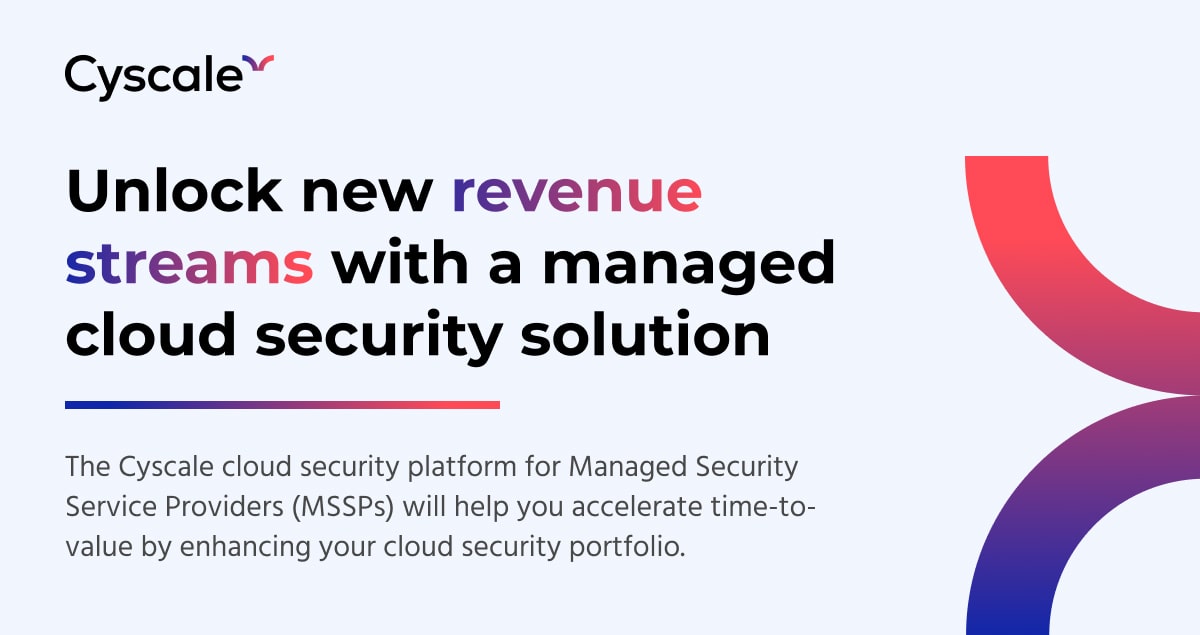 Cyscale
Unlock new revenue
streams with a managed
cloud security solution
The Cyscale cloud security platform for Managed Security
Service Providers (MSSPs) will help you accelerate time-to-
value by enhancing your cloud security portfolio.